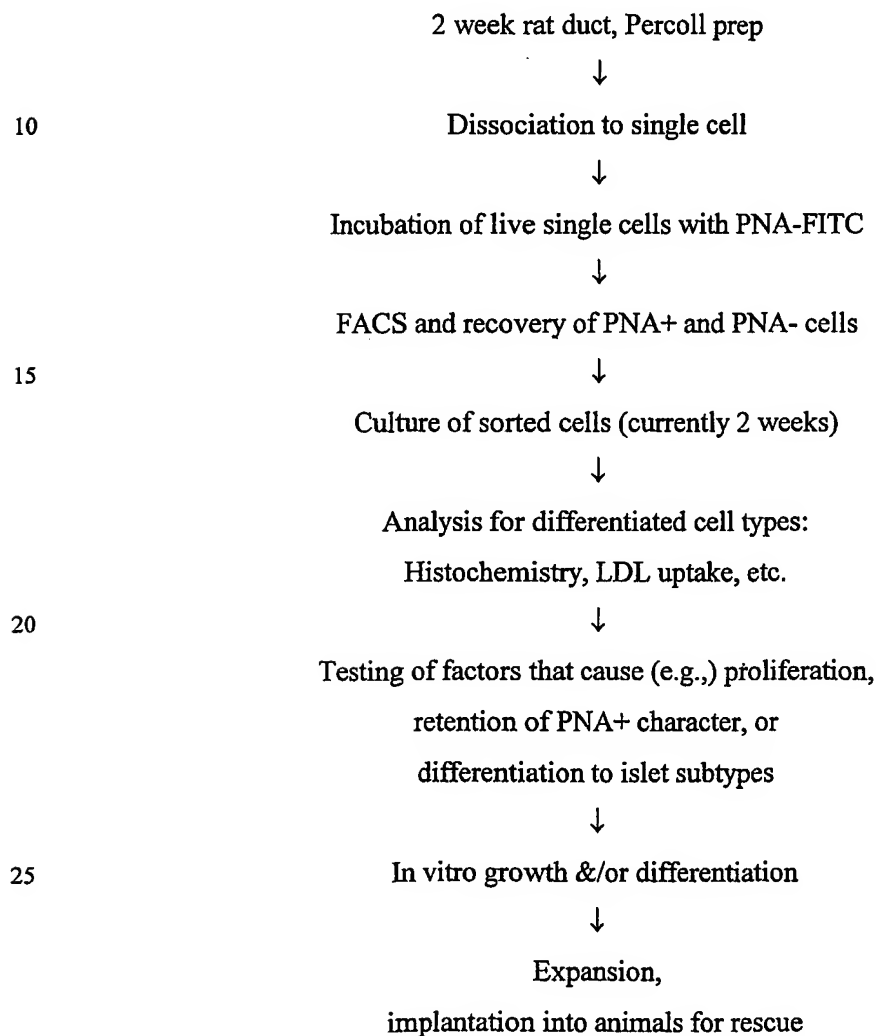 2 week rat duct, Percoll prep
↓
10 Dissociation to single cell
↓
Incubation of live single cells with PNA-FITC
↓
FACS and recovery of PNA+ and PNA- cells
15 ↓
Culture of sorted cells (currently 2 weeks)
↓
Analysis for differentiated cell types:
Histochemistry, LDL uptake, etc.
20 ↓
Testing of factors that cause (e.g.,) proliferation,
retention of PNA+ character, or
differentiation to islet subtypes
↓
25 In vitro growth &/or differentiation
↓
Expansion,
implantation into animals for rescue